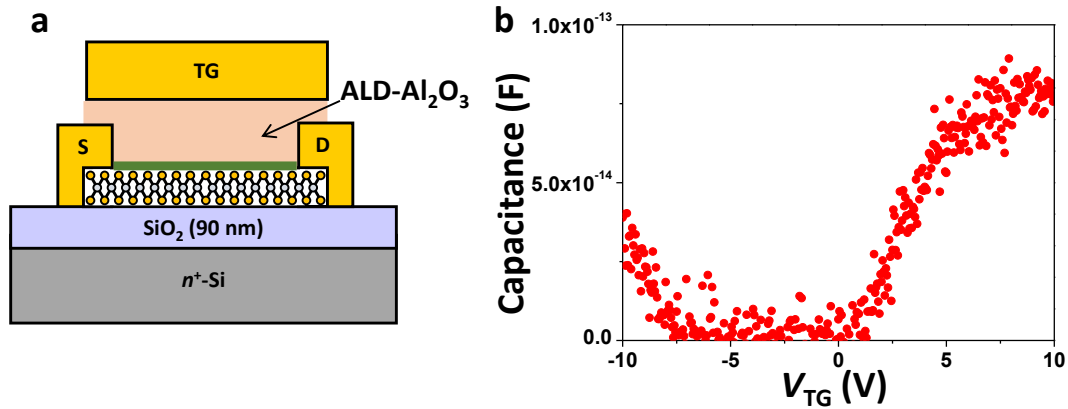 a
TG
ALD-Al₂O₃
S
D
SiO₂ (90 nm)
n⁺-Si
b
1.0x10⁻¹³
5.0x10⁻¹⁴
0.0
Capacitance (F)
-10
-5
0
5
10
V_TG (V)